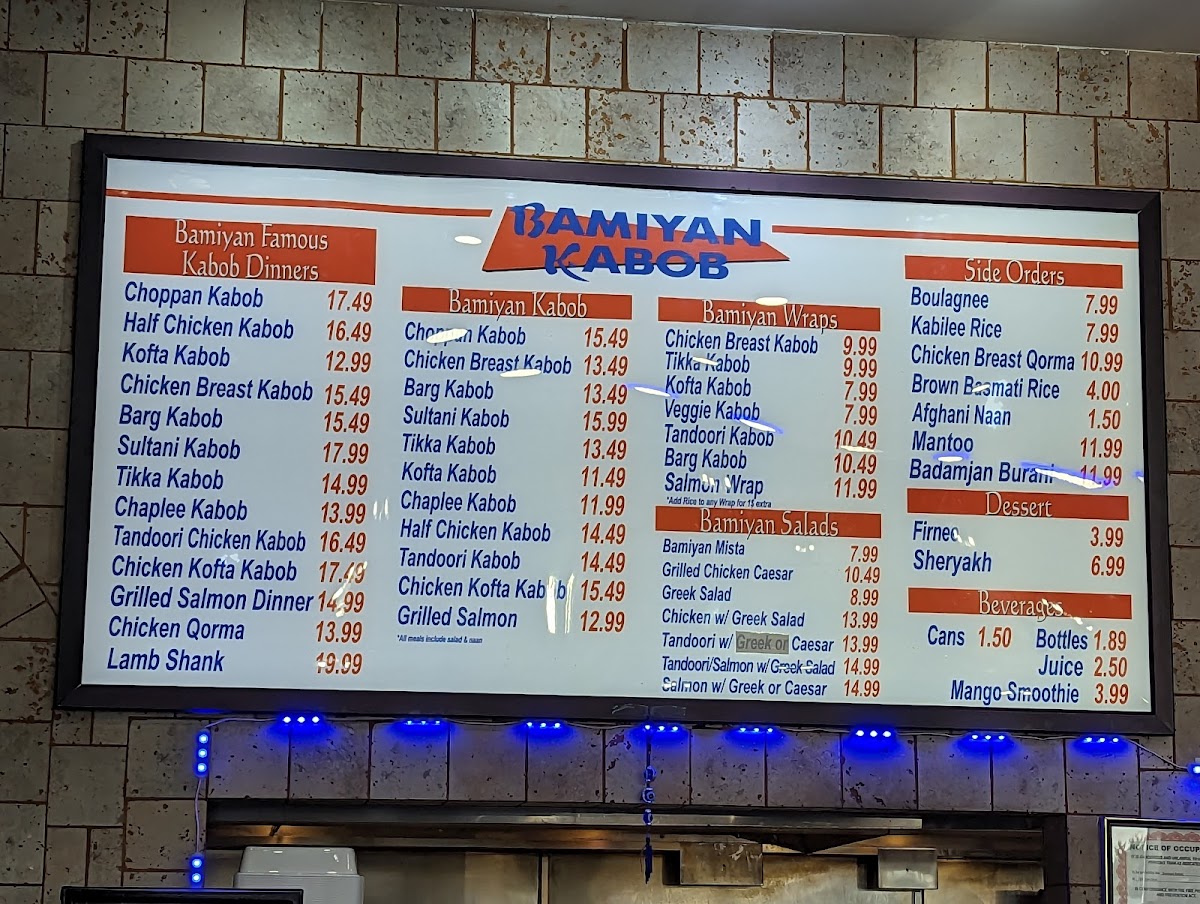 BAMIYAN
KABOB
Bamiyan Famous
Kabob Dinners
Choppan Kabob 17.49
Half Chicken Kabob 16.49
Kofta Kabob 12.99
Chicken Breast Kabob 15.49
Barg Kabob 15.49
Sultani Kabob 17.99
Tikka Kabob 14.99
Chaplee Kabob 13.99
Tandoori Chicken Kabob 16.49
Chicken Kofta Kabob 17.49
Grilled Salmon Dinner 14.99
Chicken Qorma 13.99
Lamb Shank 19.99
Bamiyan Kabob
Choppan Kabob 15.49
Chicken Breast Kabob 13.49
Barg Kabob 13.49
Sultani Kabob 15.99
Tikka Kabob 13.49
Kofta Kabob 11.49
Chaplee Kabob 11.99
Half Chicken Kabob 14.49
Tandoori Kabob 14.49
Chicken Kofta Kabob 15.49
Grilled Salmon 12.99
*All meals include salad & naan
Bamiyan Wraps
Chicken Breast Kabob 9.99
Tikka Kabob 9.99
Kofta Kabob 7.99
Veggie Kabob 7.99
Tandoori Kabob 10.49
Barg Kabob 10.49
Salmon Wrap 11.99
*Add Rice to any Wrap for 1$ extra
Bamiyan Salads
Bamiyan Mista 7.99
Grilled Chicken Caesar 10.49
Greek Salad 8.99
Chicken w/ Greek Salad 13.99
Tandoori w/ Greek or Caesar 13.99
Tandoori/Salmon w/ Greek Salad 14.99
Salmon w/ Greek or Caesar 14.99
Side Orders
Boulagnee 7.99
Kabilee Rice 7.99
Chicken Breast Qorma 10.99
Brown Basmati Rice 4.00
Afghani Naan 1.50
Mantoo 11.99
Badamjan Burani 11.99
Dessert
Firnee 3.99
Sheryakh 6.99
Beverages
Cans 1.50 Bottles 1.89
Juice 2.50
Mango Smoothie 3.99